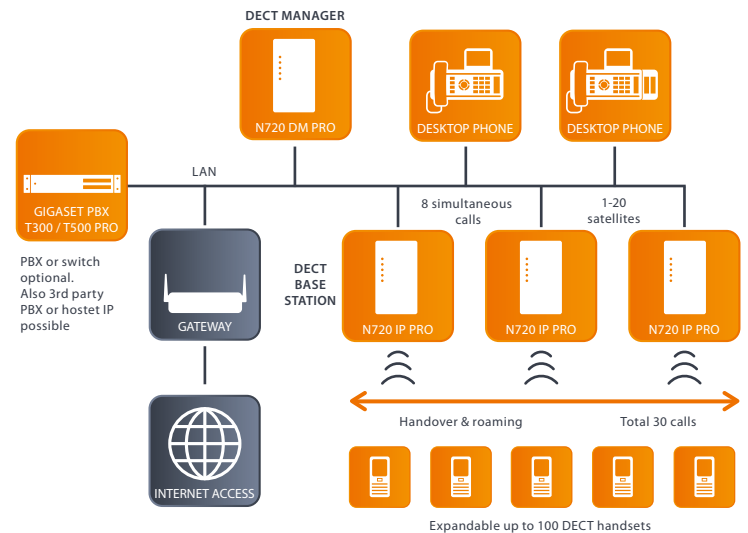 DECT MANAGER
N720 DM PRO
DESKTOP PHONE
DESKTOP PHONE
LAN
GIGASET PBX
T300 / T500 PRO
8 simultaneous
calls
1-20
satellites
PBX or switch
optional.
Also 3rd party
PBX or hostet IP
possible
GATEWAY
DECT
BASE
STATION
N720 IP PRO
N720 IP PRO
N720 IP PRO
Handover & roaming
Total 30 calls
INTERNET ACCESS
Expandable up to 100 DECT handsets